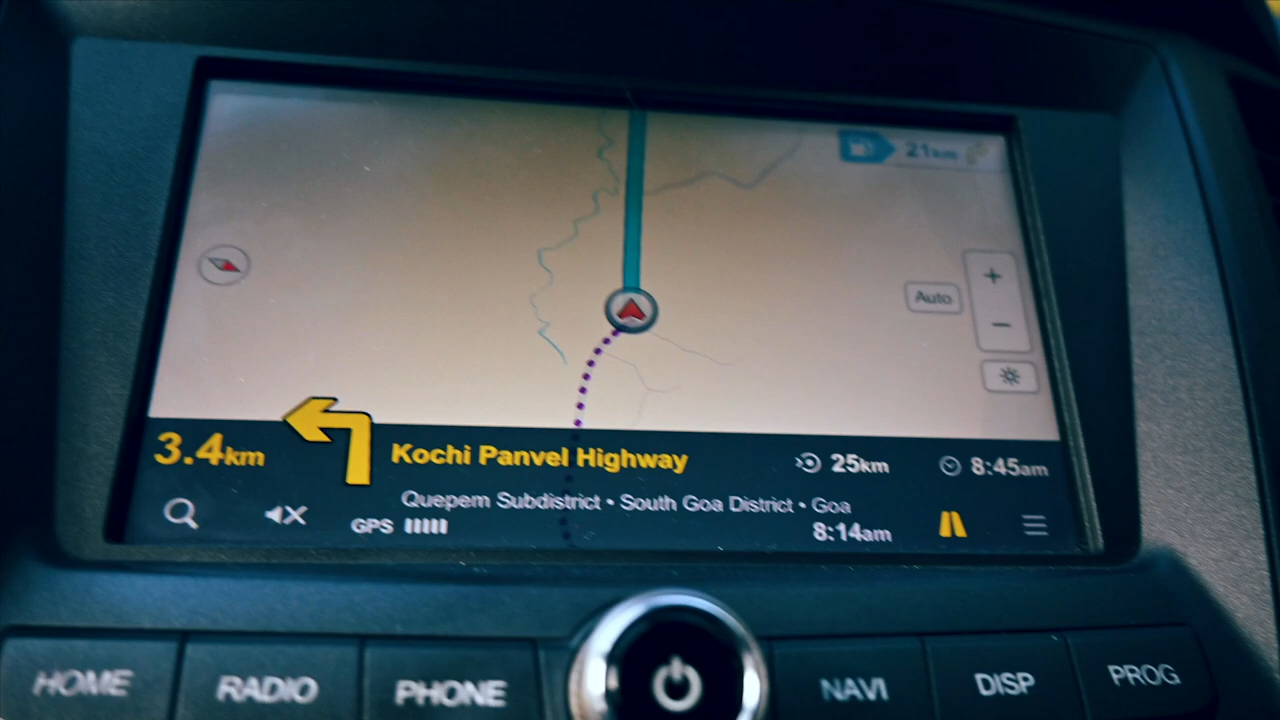 21km
+
Auto
−
3.4km
Kochi Panvel Highway
25km
8:45am
Quepem Subdistrict • South Goa District • Goa
GPS
8:14am
HOME
RADIO
PHONE
NAVI
DISP
PROG